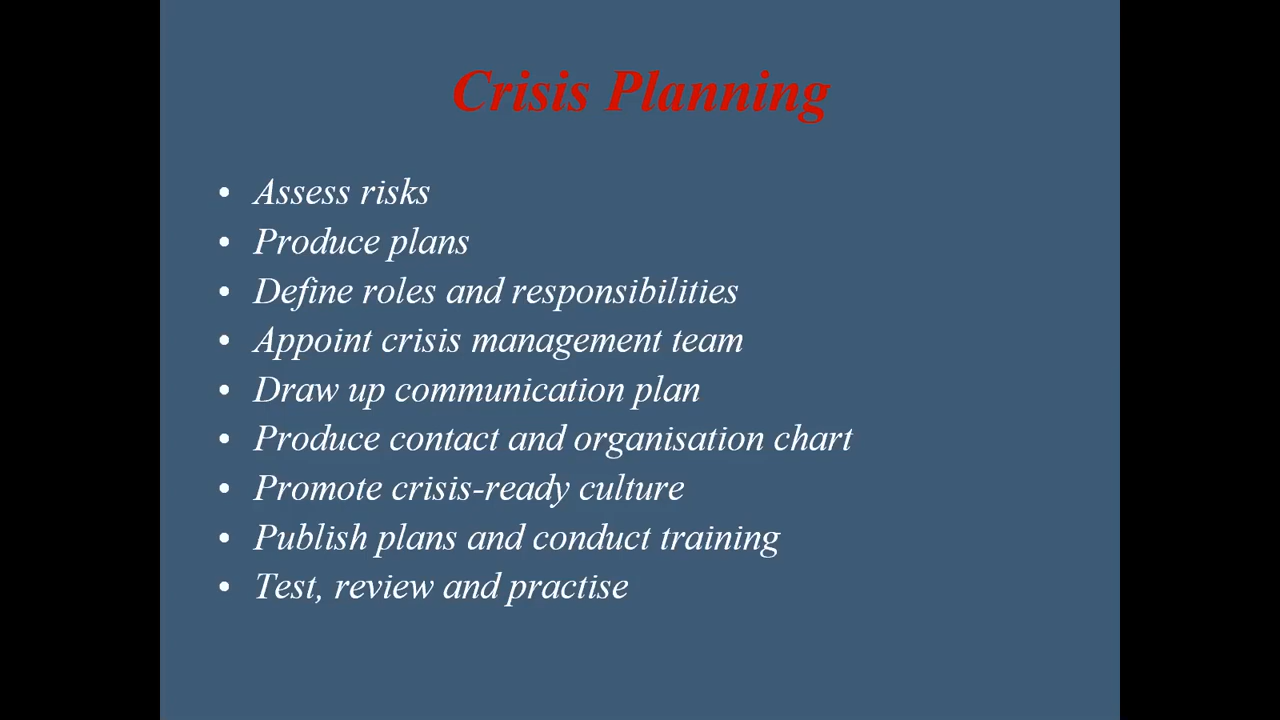 Crisis Planning
• Assess risks
• Produce plans
• Define roles and responsibilities
• Appoint crisis management team
• Draw up communication plan
• Produce contact and organisation chart
• Promote crisis-ready culture
• Publish plans and conduct training
• Test, review and practise